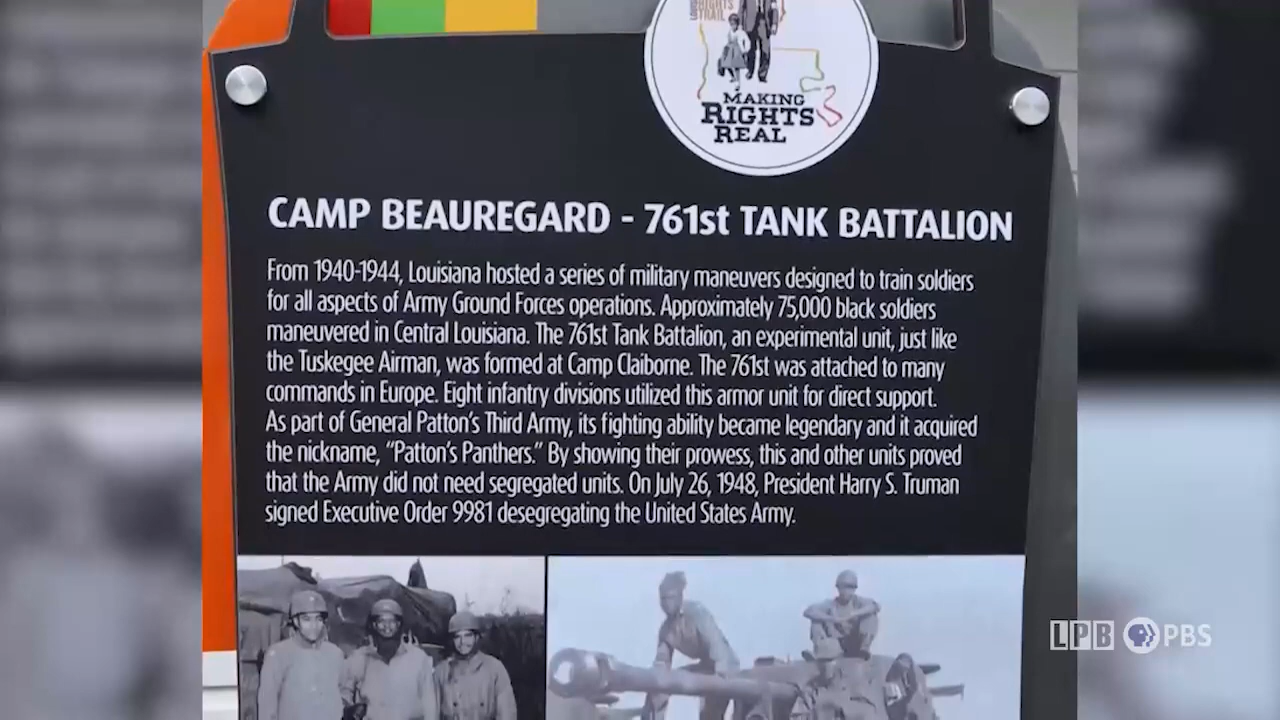 RIGHTS
TRAIL
MAKING
RIGHTS
REAL
CAMP BEAUREGARD - 761st TANK BATTALION
From 1940-1944, Louisiana hosted a series of military maneuvers designed to train soldiers
for all aspects of Army Ground Forces operations. Approximately 75,000 black soldiers
maneuvered in Central Louisiana. The 761st Tank Battalion, an experimental unit, just like
the Tuskegee Airman, was formed at Camp Claiborne. The 761st was attached to many
commands in Europe. Eight infantry divisions utilized this armor unit for direct support.
As part of General Patton's Third Army, its fighting ability became legendary and it acquired
the nickname, "Patton's Panthers." By showing their prowess, this and other units proved
that the Army did not need segregated units. On July 26, 1948, President Harry S. Truman
signed Executive Order 9981 desegregating the United States Army.
LPB PBS